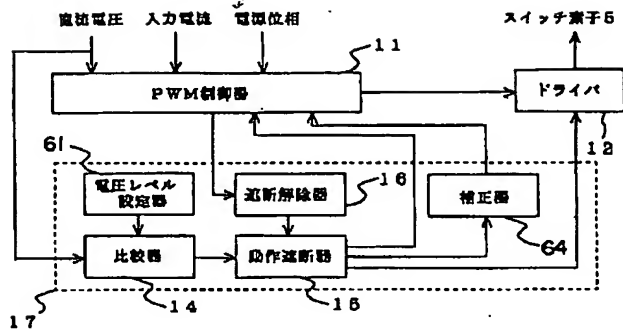 直流電圧 入力電流 電源位相 スイッチ素子5
11
PWM制御器 ドライバ
12
61
電圧レベル
設定器
遮断解除器 16 補正器
64
比較器 動作遮断器
17 14 15